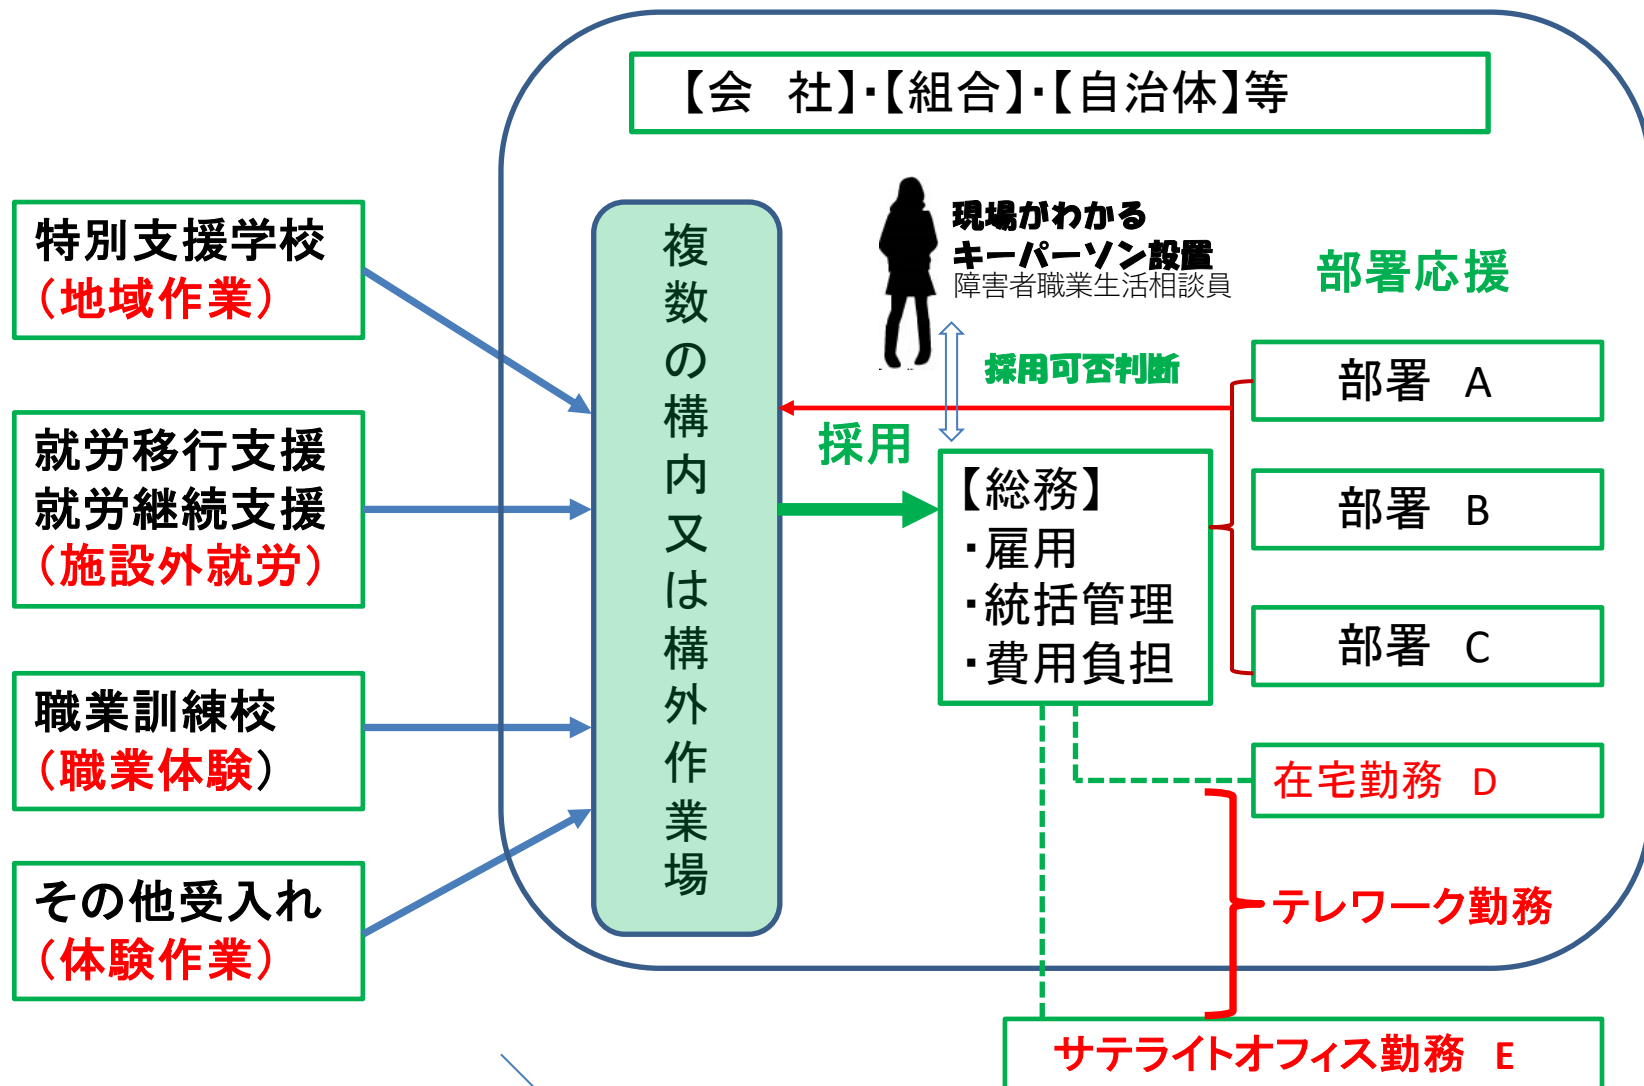 【会　社】・【組合】・【自治体】等
特別支援学校
（地域作業）
就労移行支援
就労継続支援
（施設外就労）
職業訓練校
（職業体験）
その他受入れ
（体験作業）
複数の構内又は構外作業場
現場がわかる
キーパーソン設置
障害者職業生活相談員
採用可否判断
採用
【総務】
・雇用
・統括管理
・費用負担
部署応援
部署　A
部署　B
部署　C
在宅勤務　D
テレワーク勤務
サテライトオフィス勤務　E